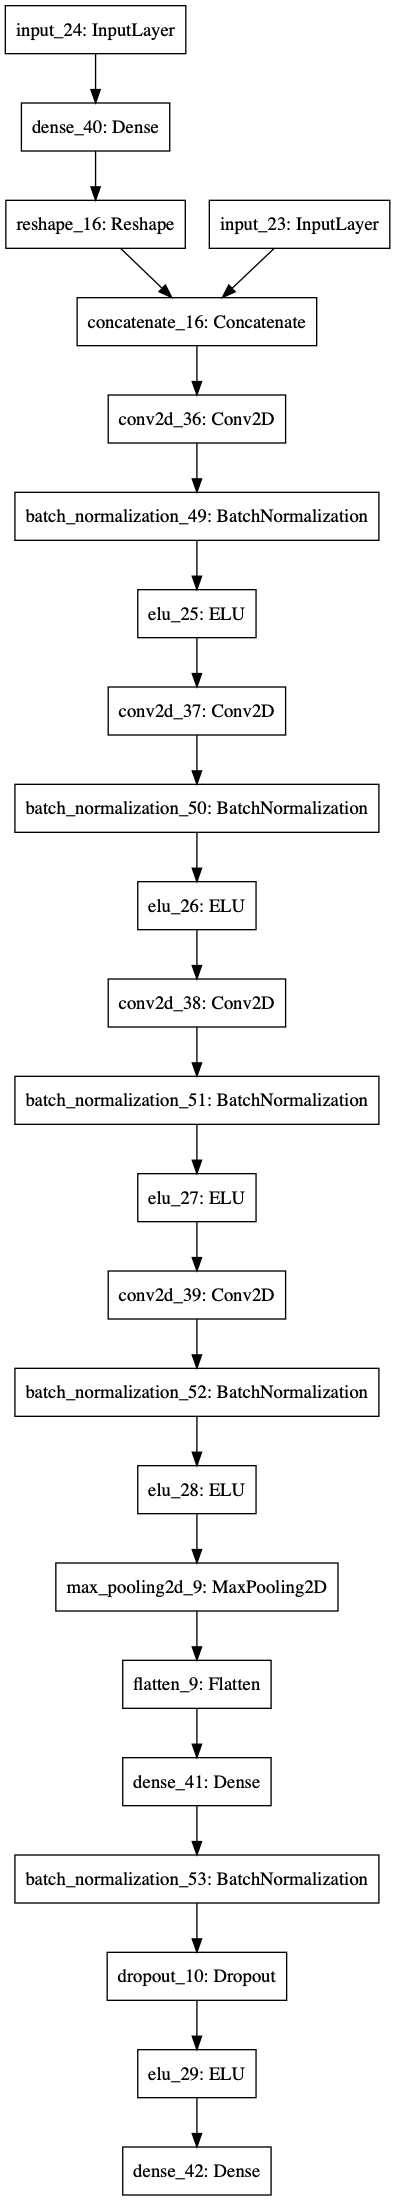 input_24: InputLayer
dense_40: Dense
reshape_16: Reshape
input_23: InputLayer
concatenate_16: Concatenate
conv2d_36: Conv2D
batch_normalization_49: BatchNormalization
elu_25: ELU
conv2d_37: Conv2D
batch_normalization_50: BatchNormalization
elu_26: ELU
conv2d_38: Conv2D
batch_normalization_51: BatchNormalization
elu_27: ELU
conv2d_39: Conv2D
batch_normalization_52: BatchNormalization
elu_28: ELU
max_pooling2d_9: MaxPooling2D
flatten_9: Flatten
dense_41: Dense
batch_normalization_53: BatchNormalization
dropout_10: Dropout
elu_29: ELU
dense_42: Dense